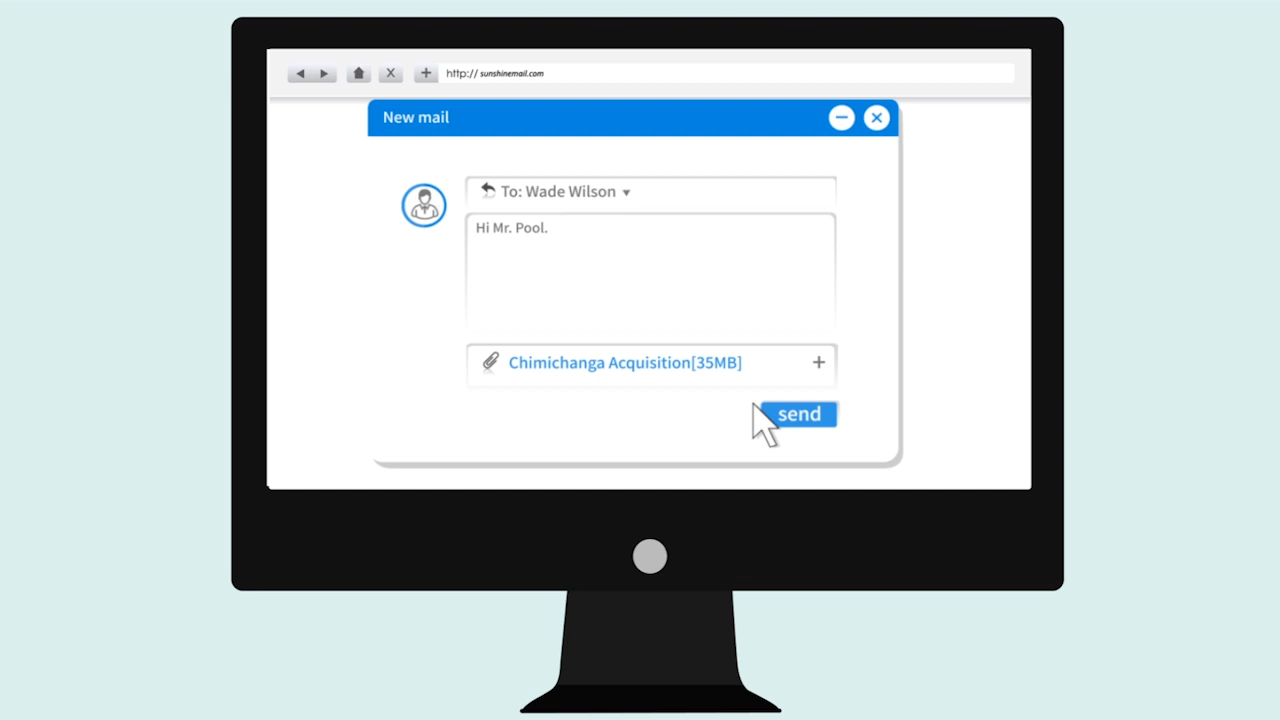 X + http:// sunshinemail.com
New mail
To: Wade Wilson
Hi Mr. Pool.
Chimichanga Acquisition[35MB] +
send